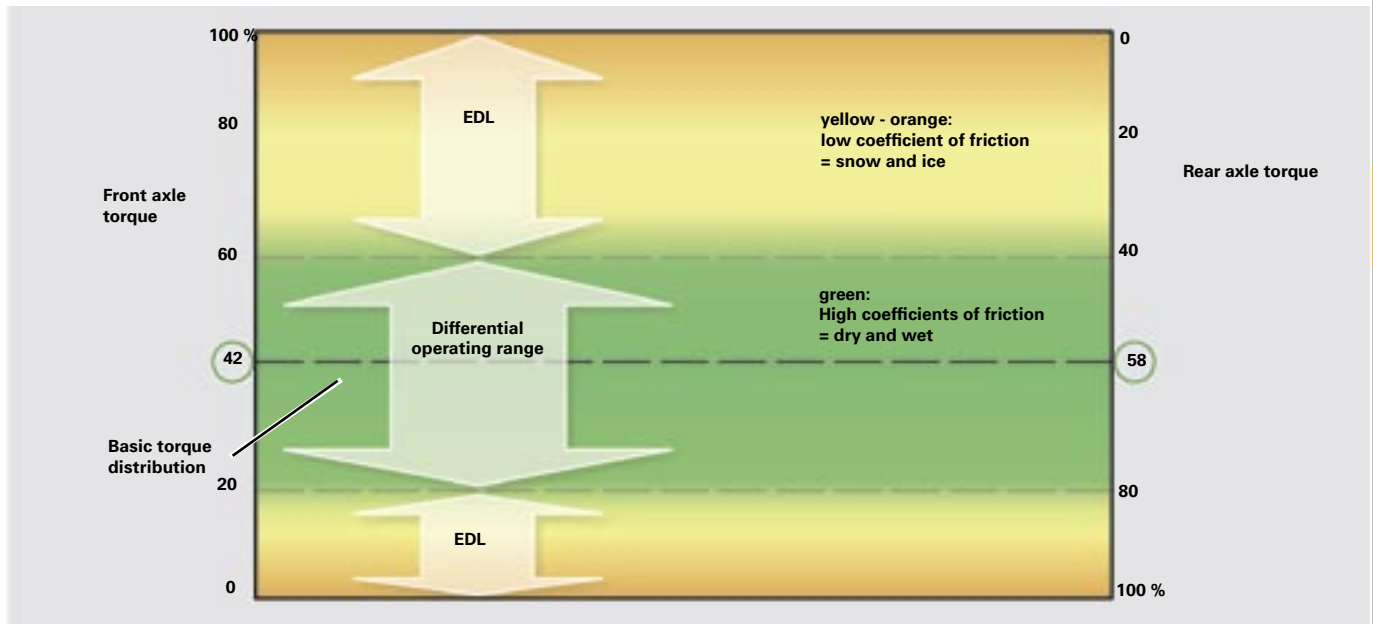 100 %
0
EDL
yellow - orange:
low coefficient of friction
= snow and ice
80
20
Rear axle torque
Front axle
torque
60
40
green:
High coefficients of friction
= dry and wet
Differential
operating range
42
58
Basic torque
distribution
20
80
EDL
0
100 %